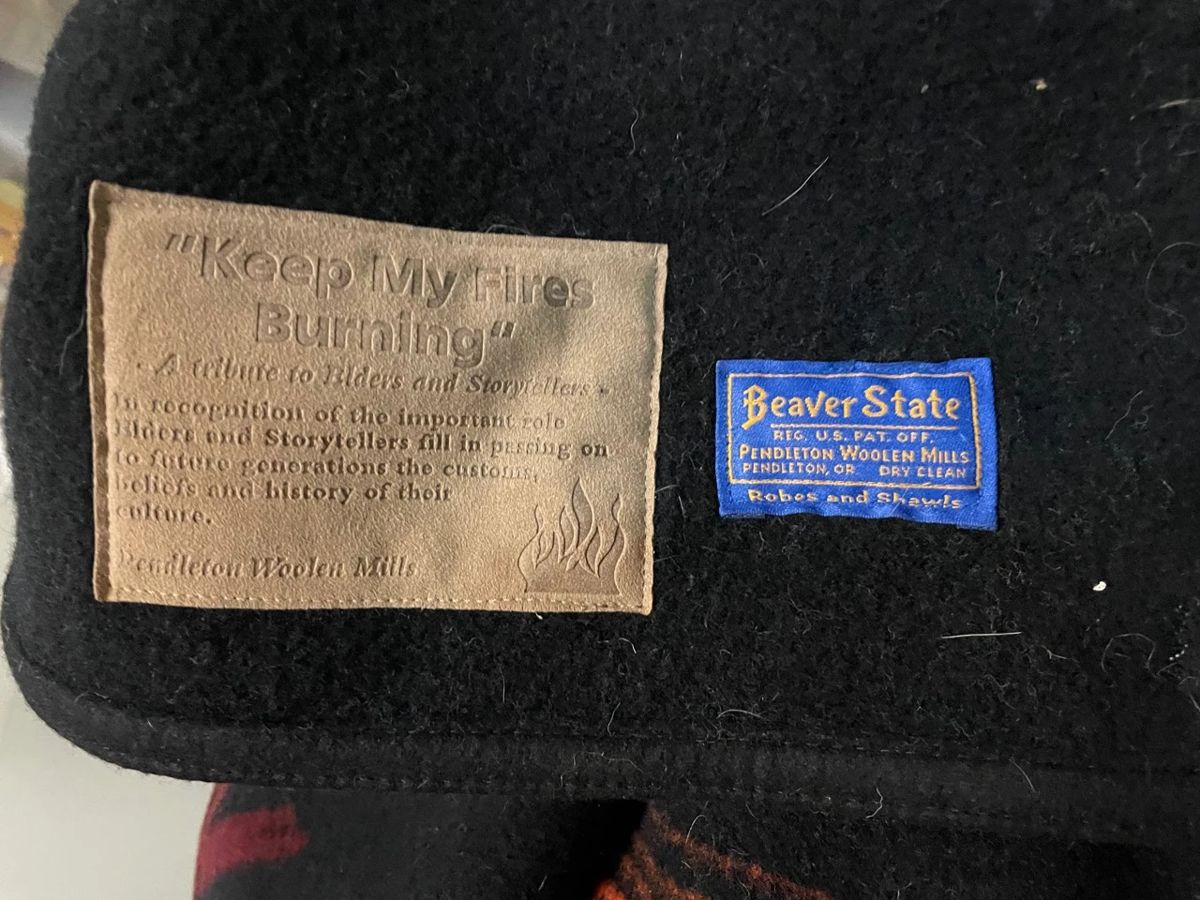 "Keep My Fires
Burning"
- A tribute to Elders and Storytellers -
In recognition of the important role
Elders and Storytellers fill in passing on
to future generations the customs,
beliefs and history of their
culture.
Pendleton Woolen Mills
Beaver State
REG. U.S. PAT. OFF.
PENDLETON WOOLEN MILLS
PENDLETON, OR DRY CLEAN
Robes and Shawls